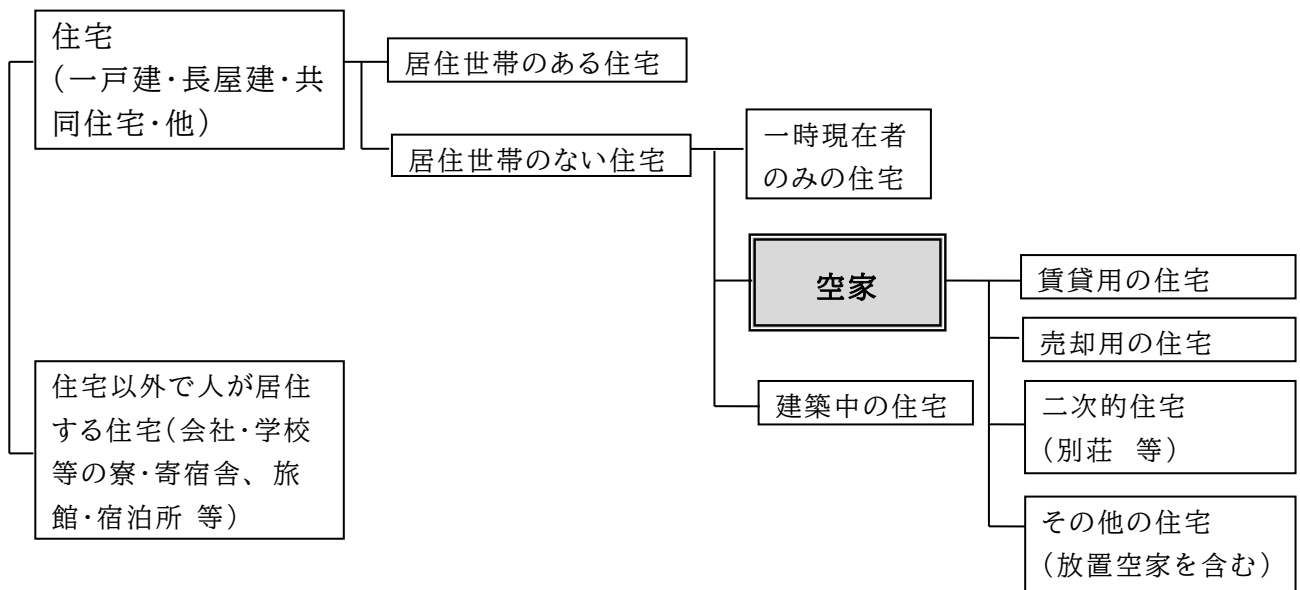 住宅
（一戸建・長屋建・共
同住宅・他）
居住世帯のある住宅
居住世帯のない住宅
一時現在者
のみの住宅
空家
建築中の住宅
賃貸用の住宅
売却用の住宅
二次的住宅
（別荘　等）
その他の住宅
（放置空家を含む）
住宅以外で人が居住
する住宅（会社・学校
等の寮・寄宿舎、旅
館・宿泊所 等）